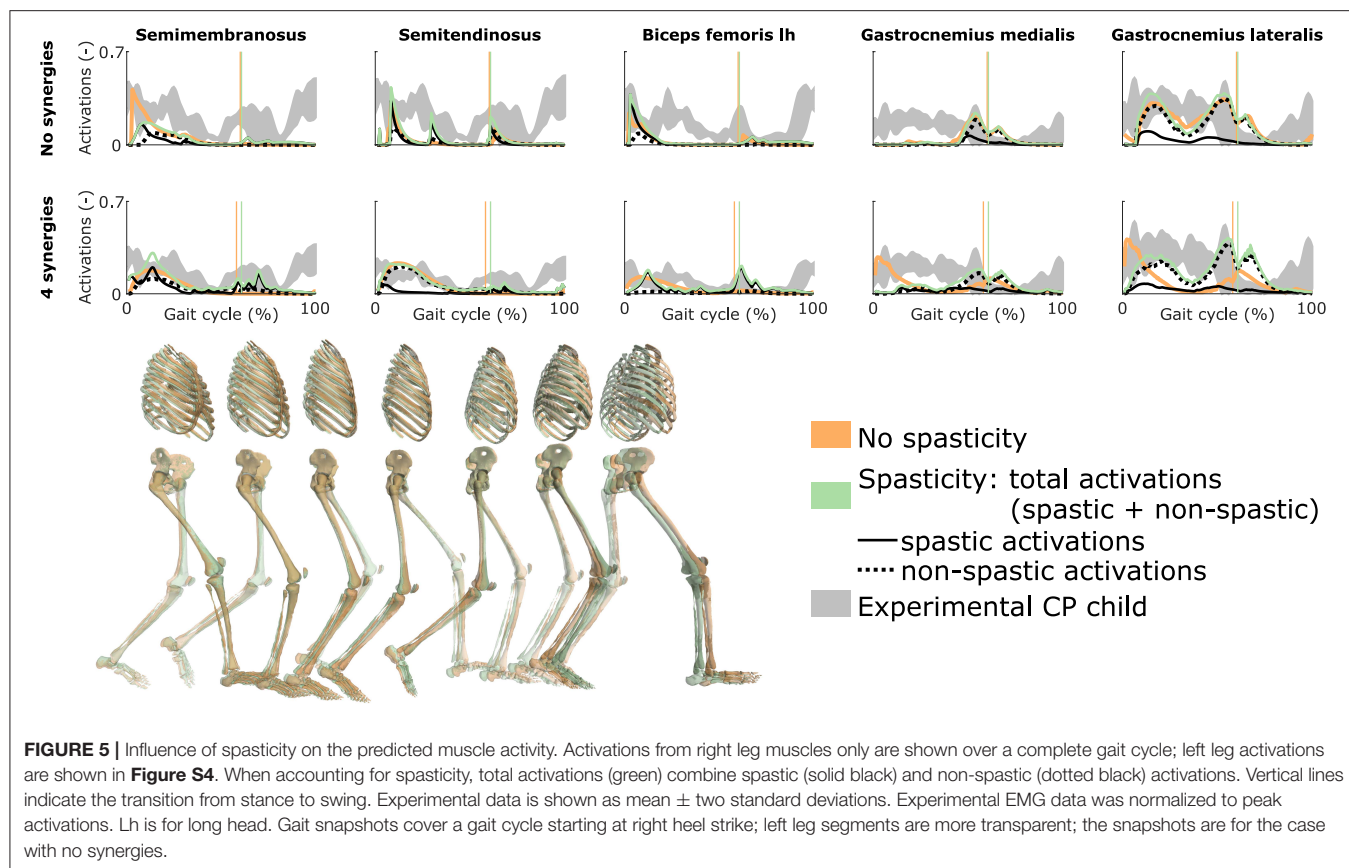 Semimembranosus Semitendinosus Biceps femoris lh Gastrocnemius medialis Gastrocnemius lateralis
No synergies
Activations (-)
0.7
0
4 synergies
Activations (-)
0.7
0
0 Gait cycle (%) 100 0 Gait cycle (%) 100 0 Gait cycle (%) 100 0 Gait cycle (%) 100 0 Gait cycle (%) 100
No spasticity
Spasticity: total activations
(spastic + non-spastic)
spastic activations
non-spastic activations
Experimental CP child
FIGURE 5 | Influence of spasticity on the predicted muscle activity. Activations from right leg muscles only are shown over a complete gait cycle; left leg activations
are shown in Figure S4. When accounting for spasticity, total activations (green) combine spastic (solid black) and non-spastic (dotted black) activations. Vertical lines
indicate the transition from stance to swing. Experimental data is shown as mean ± two standard deviations. Experimental EMG data was normalized to peak
activations. Lh is for long head. Gait snapshots cover a gait cycle starting at right heel strike; left leg segments are more transparent; the snapshots are for the case
with no synergies.